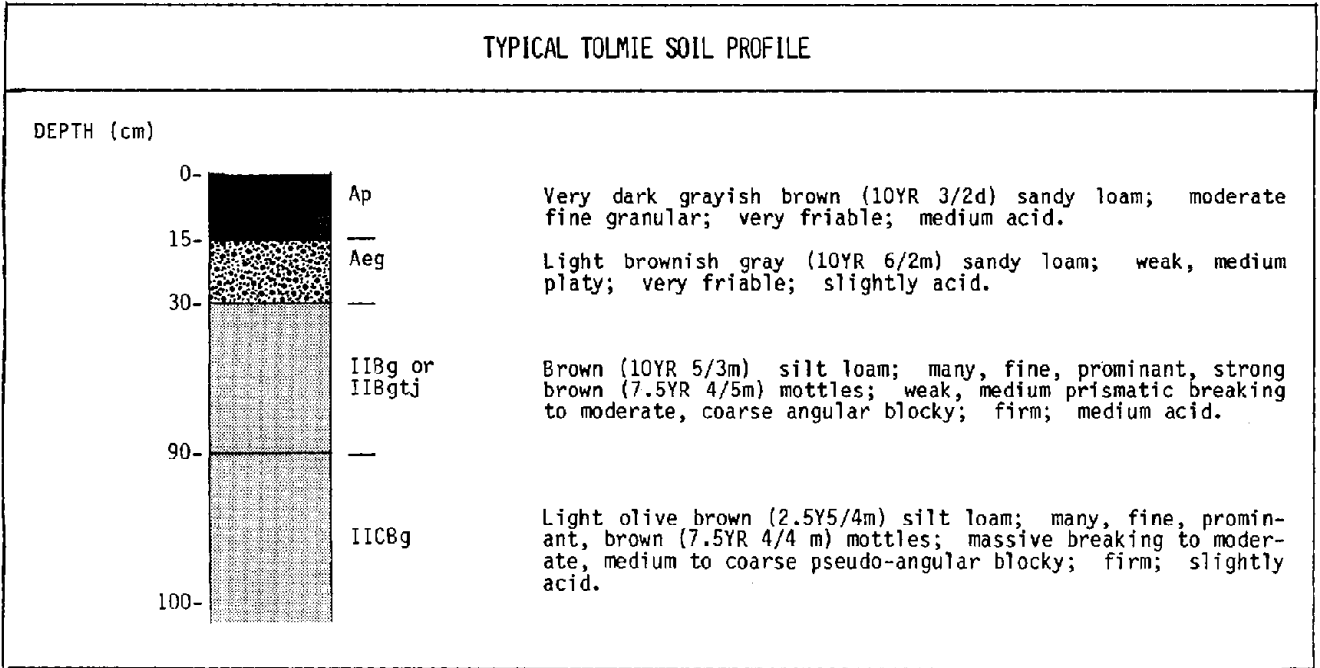 TYPICAL TOLMIE SOIL PROFILE
DEPTH (cm)
0-
Ap
Very dark grayish brown (10YR 3/2d) sandy loam; moderate
fine granular; very friable; medium acid.
15-
Aeg
Light brownish gray (10YR 6/2m) sandy loam; weak, medium
platy; very friable; slightly acid.
30-
IIBg or
IIBgtj
Brown (10YR 5/3m) silt loam; many, fine, prominant, strong
brown (7.5YR 4/5m) mottles; weak, medium prismatic breaking
to moderate, coarse angular blocky; firm; medium acid.
90-
IICBg
Light olive brown (2.5Y5/4m) silt loam; many, fine, promin-
ant, brown (7.5YR 4/4 m) mottles; massive breaking to moder-
ate, medium to coarse pseudo-angular blocky; firm; slightly
acid.
100-